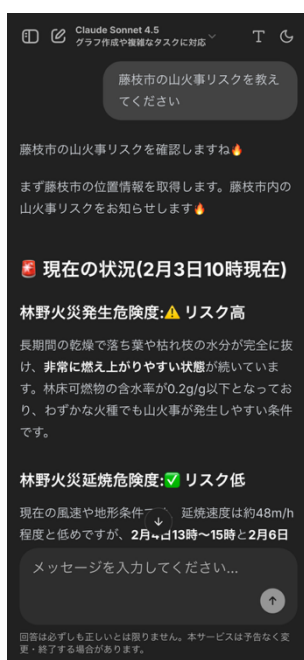 Claude Sonnet 4.5
グラフ作成や複雑なタスクに対応
T
藤枝市の山火事リスクを教え
てください
藤枝市の山火事リスクを確認しますね🔥
まず藤枝市の位置情報を取得します。藤枝市内の
山火事リスクをお知らせします🔥
🚨 現在の状況(2月3日10時現在)
林野火災発生危険度:⚠️ リスク高
長期間の乾燥で落ち葉や枯れ枝の水分が完全に抜
け、非常に燃え上がりやすい状態が続いていま
す。林床可燃物の含水率が0.2g/g以下となってお
り、わずかな火種でも山火事が発生しやすい条件
です。
林野火災延焼危険度:✅ リスク低
現在の風速や地形条件 延焼速度は約48m/h
程度と低めですが、2月4日13時〜15時と2月6日
メッセージを入力してください...
回答は必ずしも正しいとは限りません。本サービスは予告なく変
更・終了する場合があります。